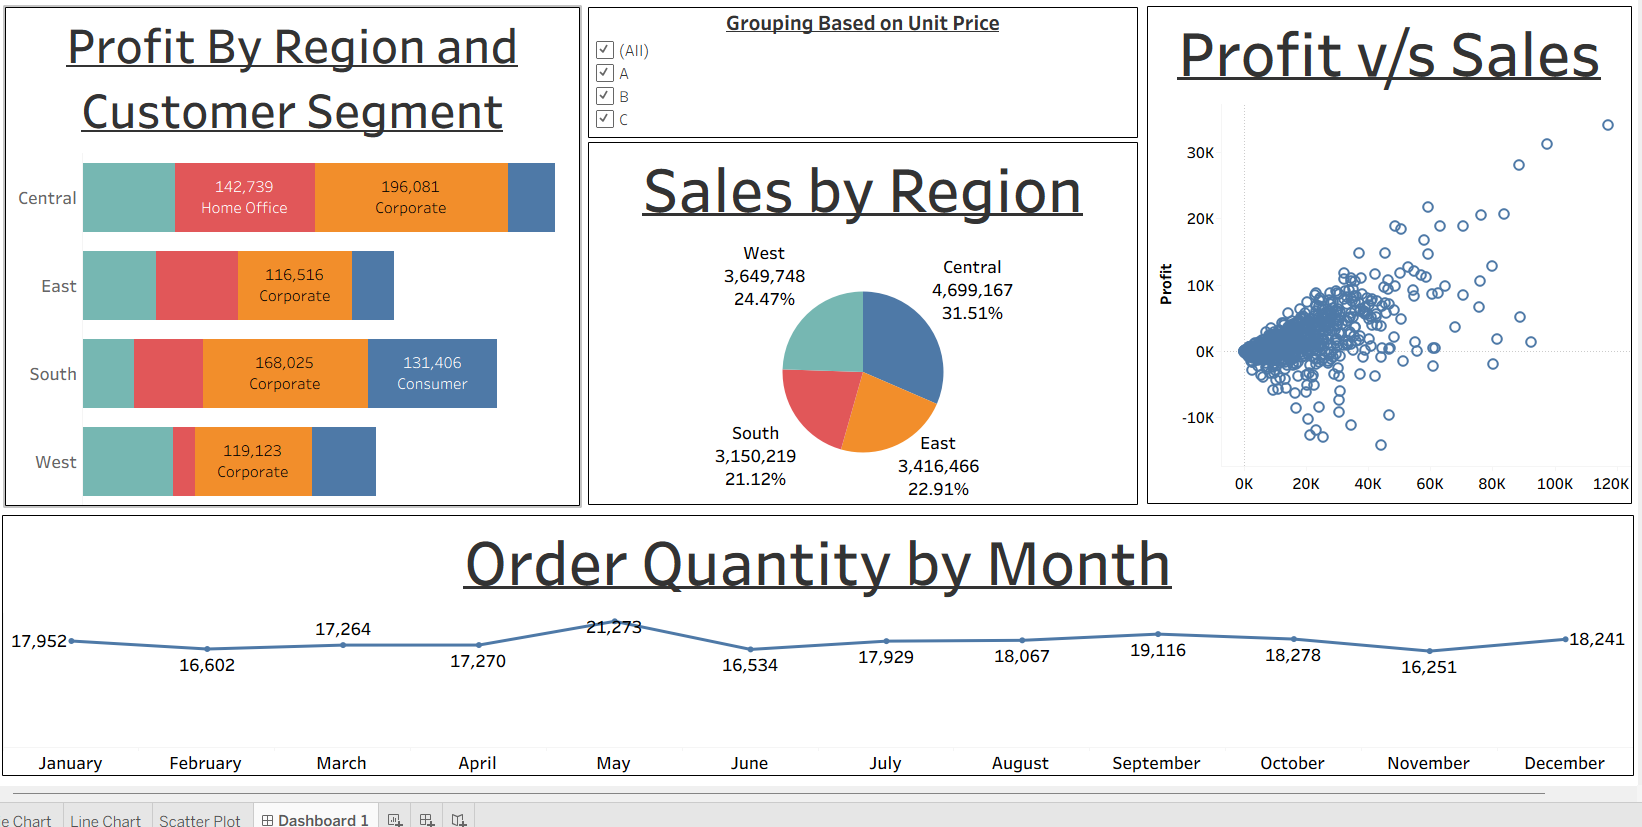 Profit By Region and
Customer Segment
Central
142,739
Home Office
196,081
Corporate
East
116,516
Corporate
South
168,025
Corporate
131,406
Consumer
West
119,123
Corporate
Grouping Based on Unit Price
(All)
A
B
C
Sales by Region
West
3,649,748
24.47%
Central
4,699,167
31.51%
South
3,150,219
21.12%
East
3,416,466
22.91%
Profit v/s Sales
Profit
30K
20K
10K
0K
-10K
0K 20K 40K 60K 80K 100K 120K
Order Quantity by Month
17,952 16,602 17,264 17,270 21,273 16,534 17,929 18,067 19,116 18,278 16,251 18,241
January February March April May June July August September October November December
e Chart Line Chart Scatter Plot Dashboard 1